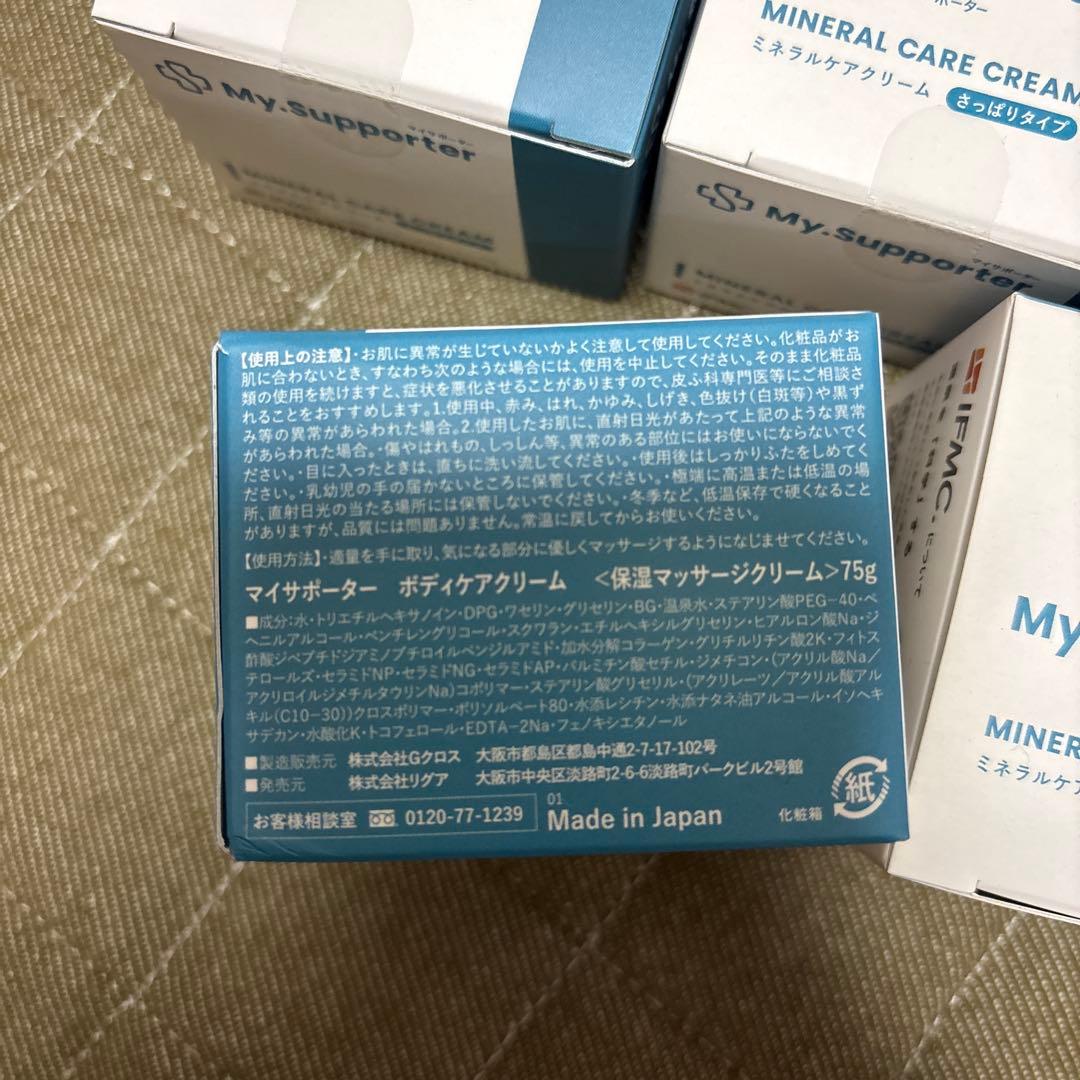 My.supporter
マイサポーター
MINERAL CARE CREAM
ーター
MINERAL CARE CREAM
ミネラルケアクリーム
さっぱりタイプ
My.supporter
マイサポーター
MINERAL
IFMC.について
My
MINER
ミネラルケア
【使用上の注意】・お肌に異常が生じていないかよく注意して使用してください。化粧品がお
肌に合わないとき、すなわち次のような場合には、使用を中止してください。そのまま化粧品
類の使用を続けますと、症状を悪化させることがありますので、皮ふ科専門医等にご相談さ
れることをおすすめします。1.使用中、赤み、はれ、かゆみ、しげき、色抜け(白斑等)や黒ず
み等の異常があらわれた場合。2.使用したお肌に、直射日光があたって上記のような異常
があらわれた場合。・傷やはれもの、しっしん等、異常のある部位にはお使いにならないでく
ださい。・目に入ったときは、直ちに洗い流してください。・使用後はしっかりふたをしめてく
ださい。・乳幼児の手の届かないところに保管してください。・極端に高温または低温の場
所、直射日光の当たる場所には保管しないでください。・冬季など、低温保存で硬くなること
がありますが、品質には問題ありません。常温に戻してからお使いください。
【使用方法】・適量を手に取り、気になる部分に優しくマッサージするようになじませてください。
マイサポーター ボディケアクリーム <保湿マッサージクリーム>75g
■成分:水・トリエチルヘキサノイン・DPG・ワセリン・グリセリン・BG・温泉水・ステアリン酸PEG-40・ベ
ヘニルアルコール・ペンチレングリコール・スクワラン・エチルヘキシルグリセリン・ヒアルロン酸Na・ジ
酢酸ジペプチドジアミノブチロイルベンジルアミド・加水分解コラーゲン・グリチルリチン酸2K・フィトス
テロールズ・セラミドNP・セラミドNG・セラミドAP・パルミチン酸セチル・ジメチコン・(アクリル酸Na/
アクリロイルジメチルタウリンNa)コポリマー・ステアリン酸グリセリル・(アクリレーツ/アクリル酸アル
キル(C10-30))クロスポリマー・ポリソルベート80・水添レシチン・水添ナタネ油アルコール・イソヘキ
サデカン・水酸化K・トコフェロール・EDTA-2Na・フェノキシエタノール
■製造販売元 株式会社Gクロス 大阪市都島区都島中通2-7-17-102号
■発売元 株式会社リグア 大阪市中央区淡路町2-6-6淡路町パークビル2号館
お客様相談室 0120-77-1239
01
Made in Japan
化粧箱
紙